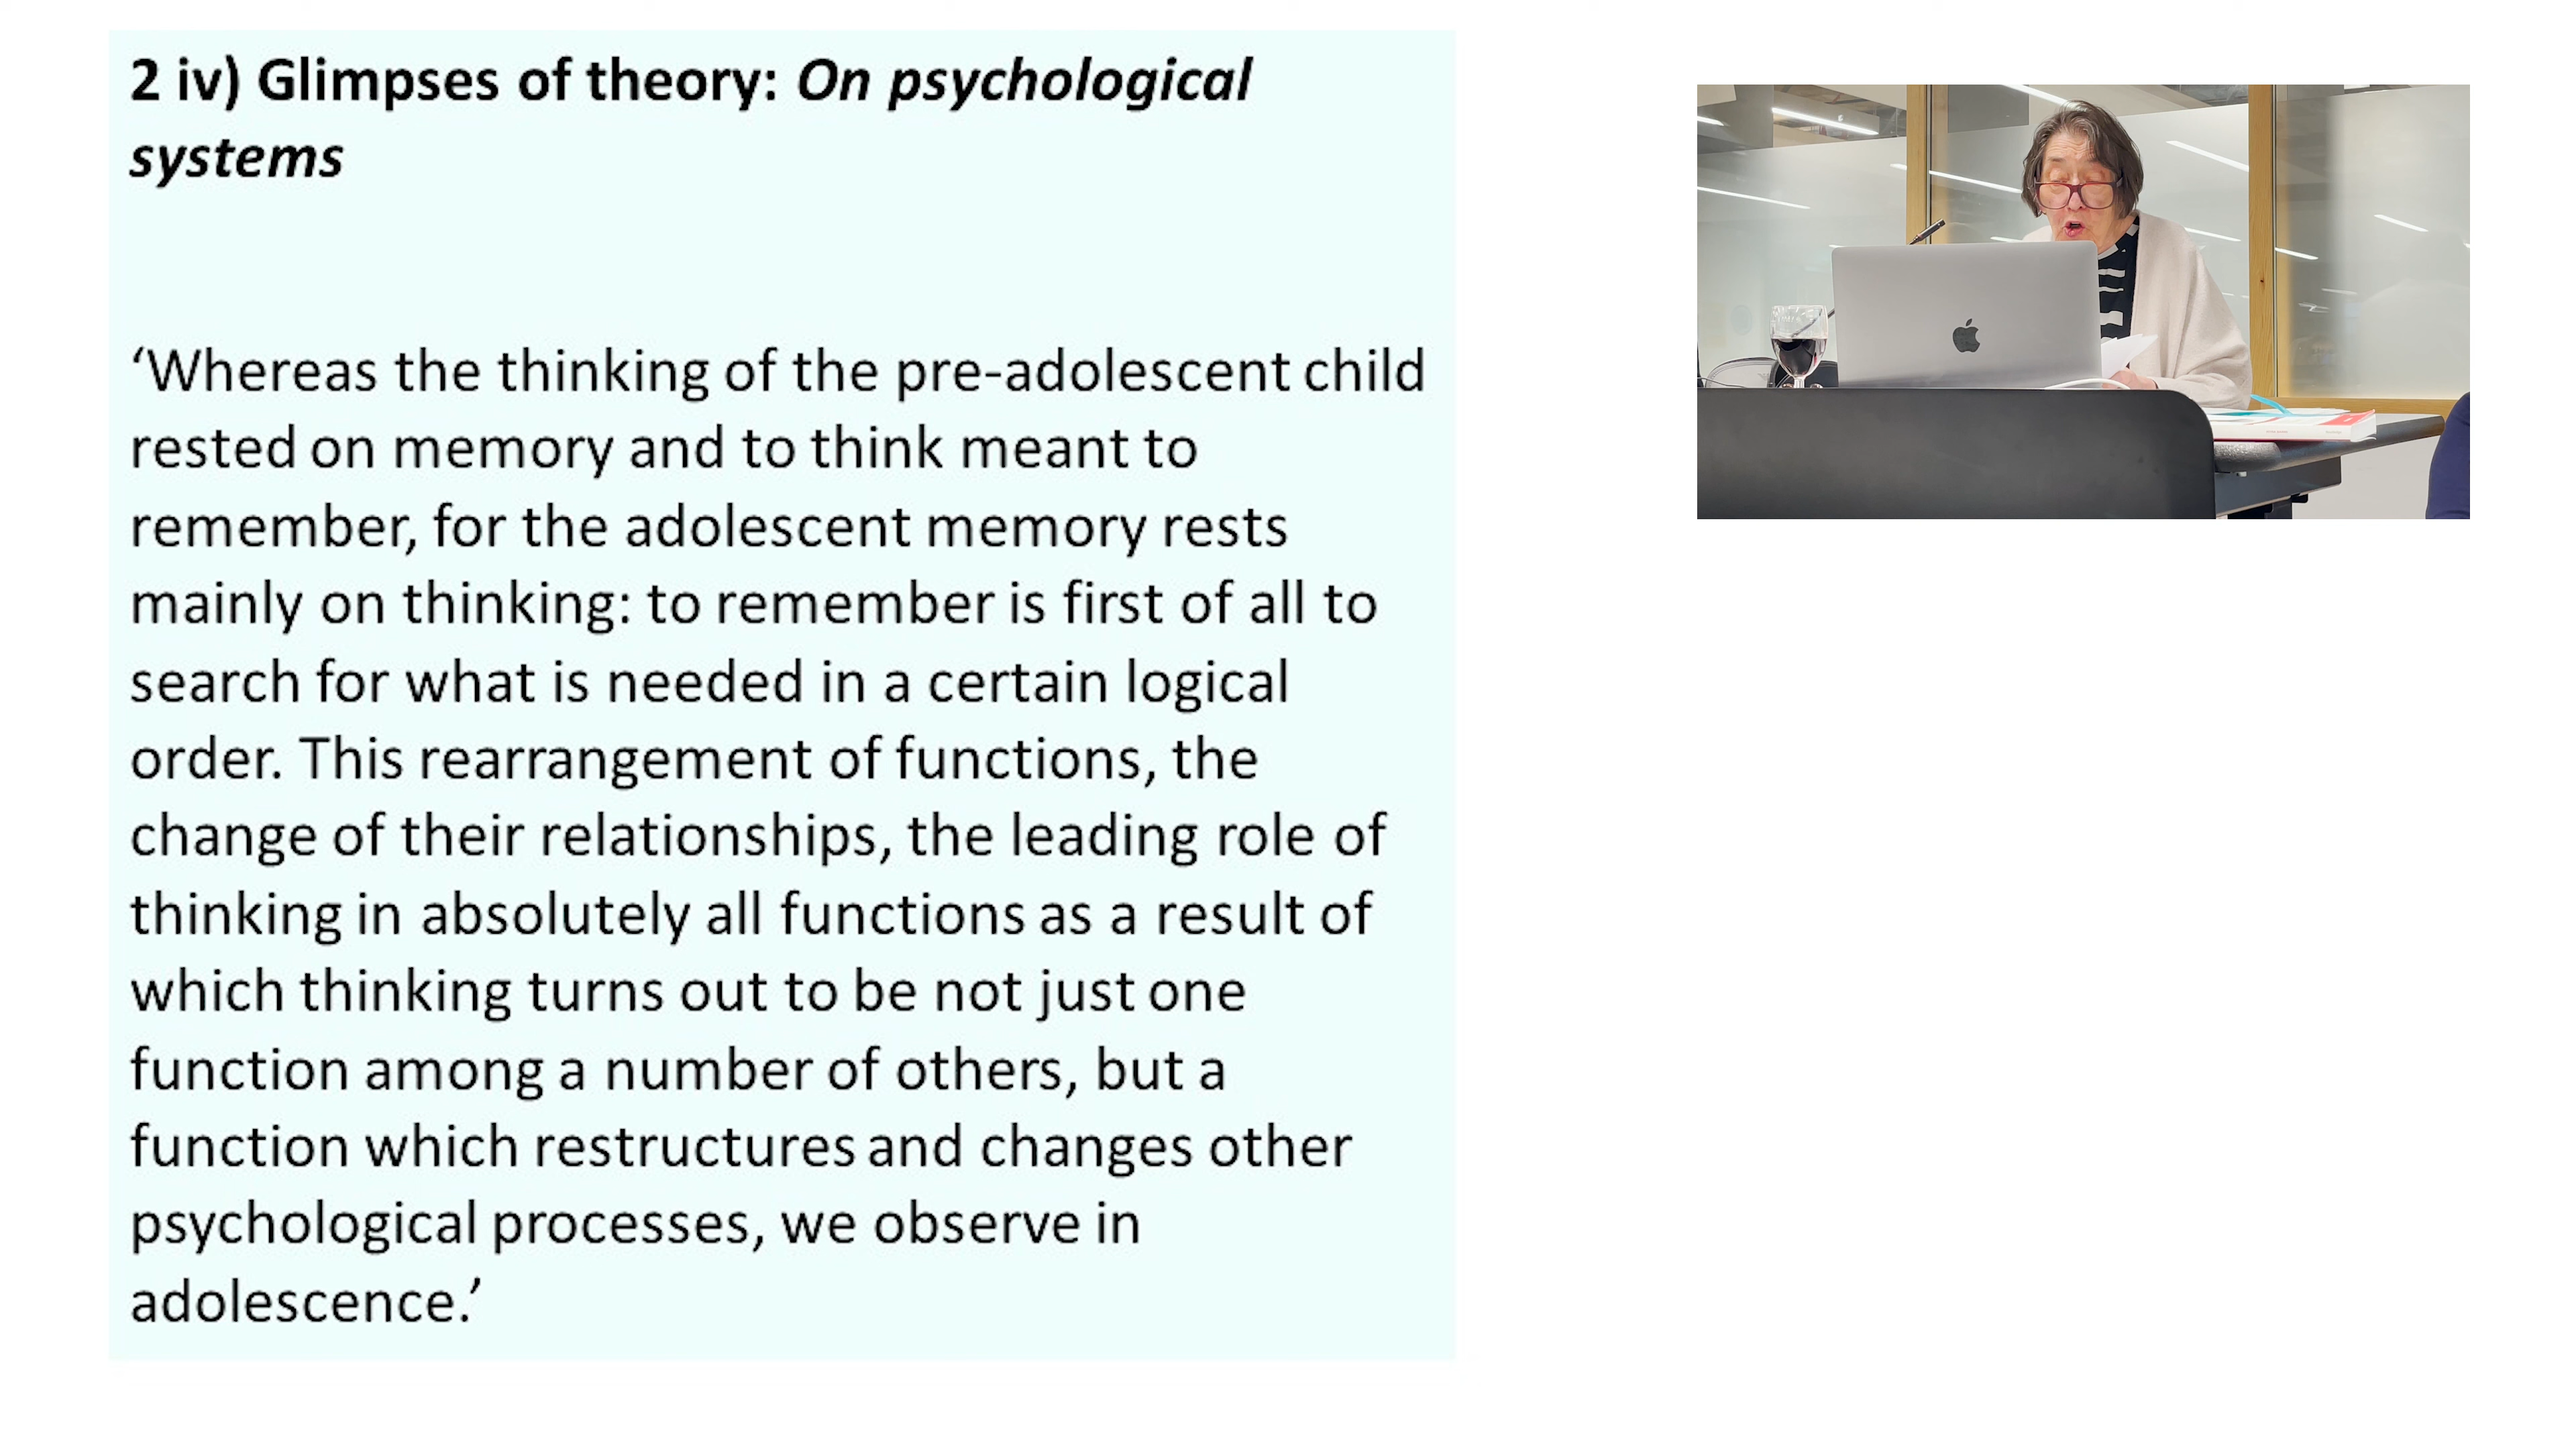 2 iv) Glimpses of theory: On psychological
systems
‘Whereas the thinking of the pre-adolescent child
rested on memory and to think meant to
remember, for the adolescent memory rests
mainly on thinking: to remember is first of all to
search for what is needed in a certain logical
order. This rearrangement of functions, the
change of their relationships, the leading role of
thinking in absolutely all functions as a result of
which thinking turns out to be not just one
function among a number of others, but a
function which restructures and changes other
psychological processes, we observe in
adolescence.’